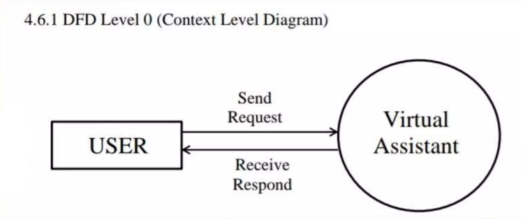 4.6.1 DFD Level 0 (Context Level Diagram)
Send
Request
USER
Virtual
Assistant
Receive
Respond